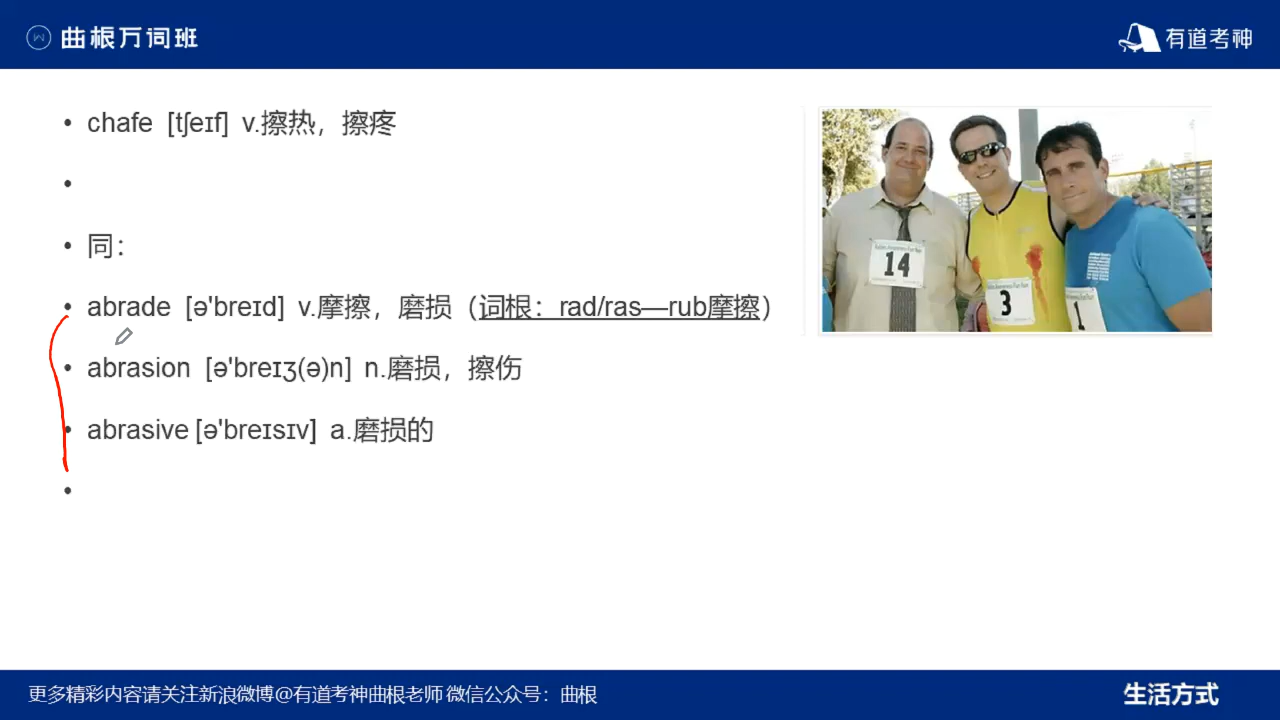 曲根万词班
有道考神
• chafe [tʃeɪf] v.擦热，擦疼
•
• 同：
• abrade [ə'breɪd] v.摩擦，磨损（词根：rad/ras—rub摩擦）
• abrasion [ə'breɪʒ(ə)n] n.磨损，擦伤
• abrasive [ə'breɪsɪv] a.磨损的
•
14
3
1
更多精彩内容请关注新浪微博@有道考神曲根老师 微信公众号：曲根
生活方式